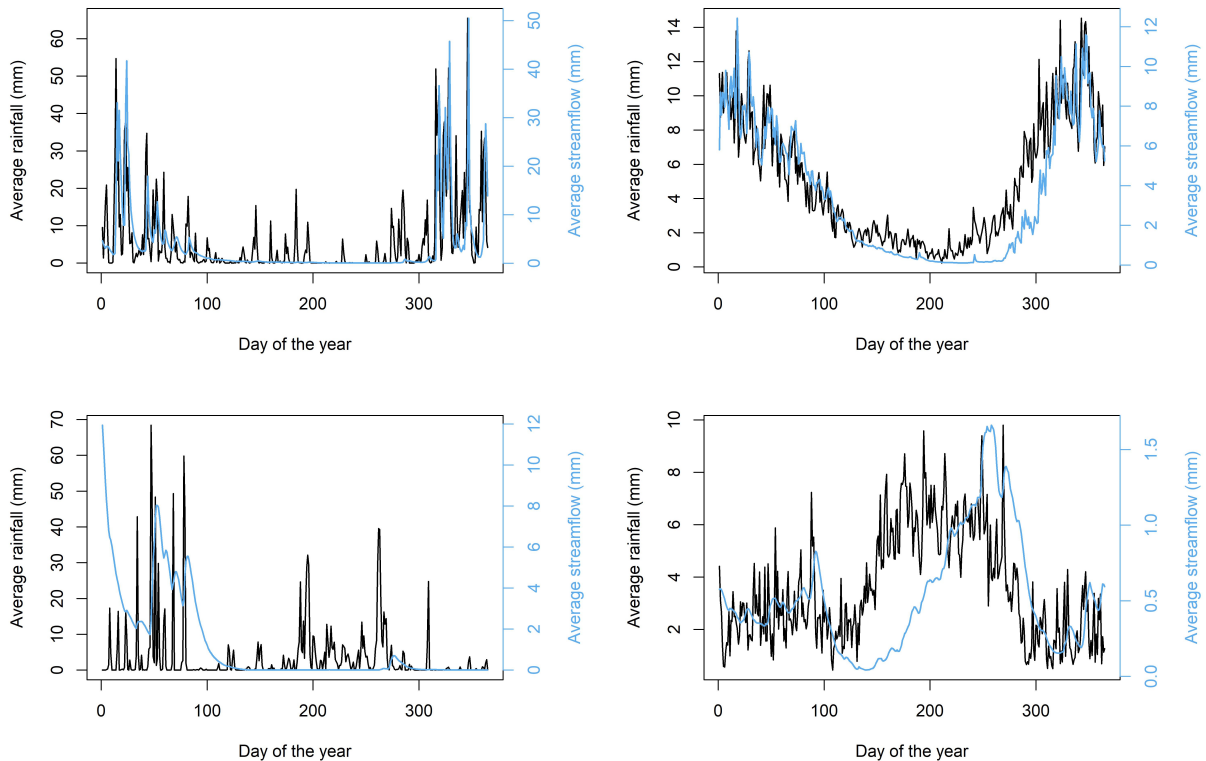 Average rainfall (mm)
0 10 20 30 40 50 60
0 10 20 30 40 50
Average streamflow (mm)
0 100 200 300
Day of the year
Average rainfall (mm)
0 2 4 6 8 10 12 14
0 2 4 6 8 10 12
Average streamflow (mm)
0 100 200 300
Day of the year
Average rainfall (mm)
0 10 20 30 40 50 60 70
0 2 4 6 8 10 12
Average streamflow (mm)
0 100 200 300
Day of the year
Average rainfall (mm)
2 4 6 8 10
0.0 0.5 1.0 1.5
Average streamflow (mm)
0 100 200 300
Day of the year